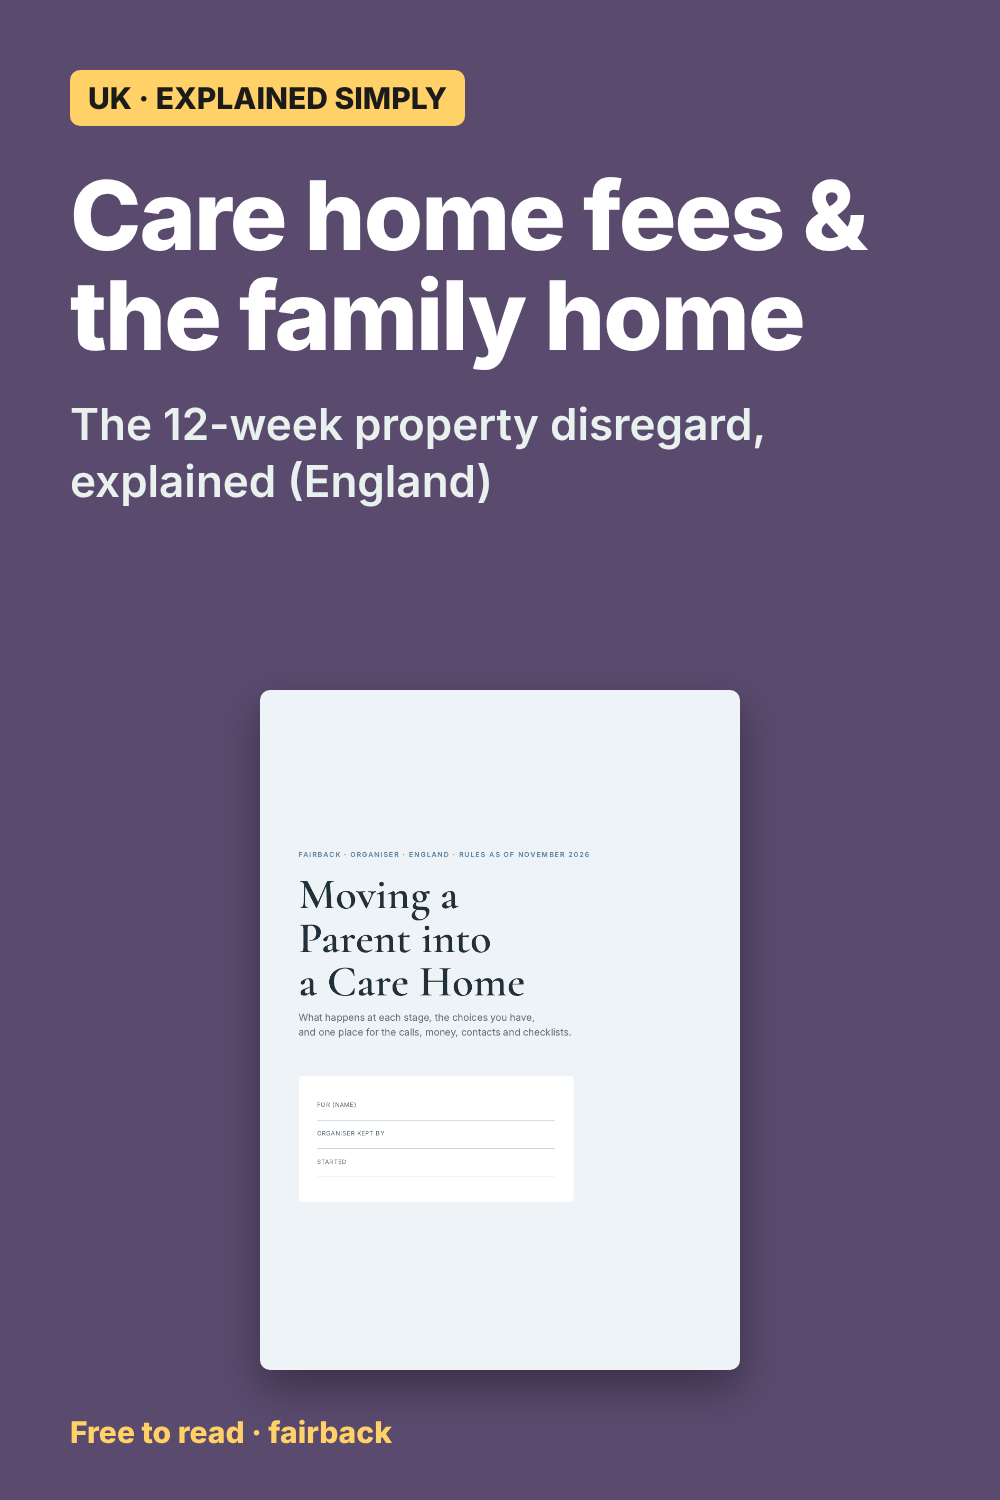 UK · EXPLAINED SIMPLY
Care home fees &
the family home
The 12-week property disregard,
explained (England)
FAIRBACK · ORGANISER · ENGLAND · RULES AS OF NOVEMBER 2026
Moving a
Parent into
a Care Home
What happens at each stage, the choices you have,
and one place for the calls, money, contacts and checklists.
FOR (NAME)
ORGANISER KEPT BY
STARTED
Free to read · fairback